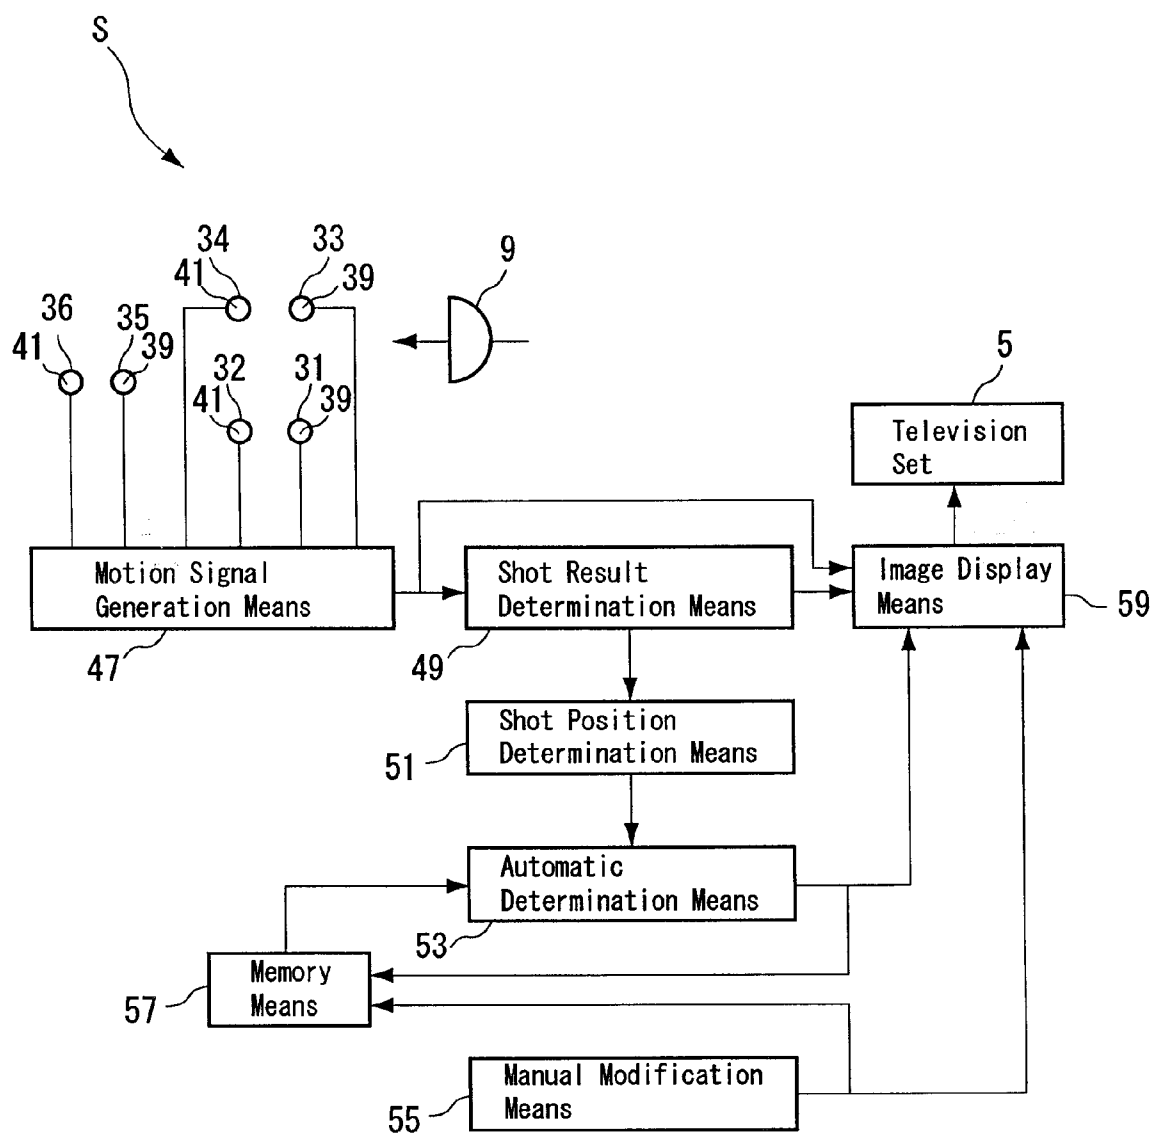 S
34
33
9
41
39
36
35
41
39
32
31
41
39
5
Television
Set
Motion Signal
Generation Means
Shot Result
Determination Means
Image Display
Means
59
47
49
Shot Position
Determination Means
51
Automatic
Determination Means
53
Memory
Means
57
Manual Modification
Means
55